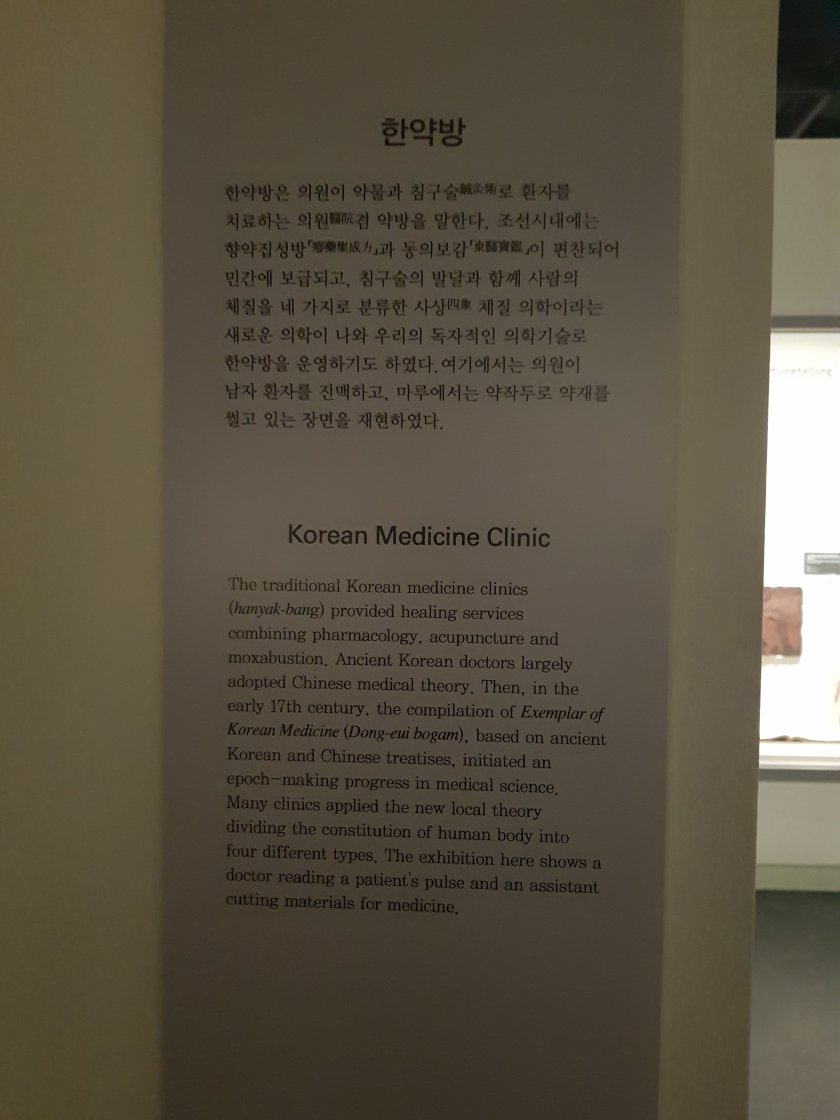 한약방
한약방은 의원이 약물과 침구술鍼灸術로 환자를
치료하는 의원醫院겸 약방을 말한다. 조선시대에는
향약집성방「鄕藥集成方」과 동의보감「東醫寶鑑」이 편찬되어
민간에 보급되고, 침구술의 발달과 함께 사람의
체질을 네 가지로 분류한 사상四象 체질 의학이라는
새로운 의학이 나와 우리의 독자적인 의학기술로
한약방을 운영하기도 하였다.여기에서는 의원이
남자 환자를 진맥하고, 마루에서는 약작두로 약재를
썰고 있는 장면을 재현하였다.
Korean Medicine Clinic
The traditional Korean medicine clinics
(hanyak-bang) provided healing services
combining pharmacology, acupuncture and
moxabustion. Ancient Korean doctors largely
adopted Chinese medical theory. Then, in the
early 17th century, the compilation of Exemplar of
Korean Medicine (Dong-eui bogam), based on ancient
Korean and Chinese treatises, initiated an
epoch-making progress in medical science.
Many clinics applied the new local theory
dividing the constitution of human body into
four different types. The exhibition here shows a
doctor reading a patient's pulse and an assistant
cutting materials for medicine.